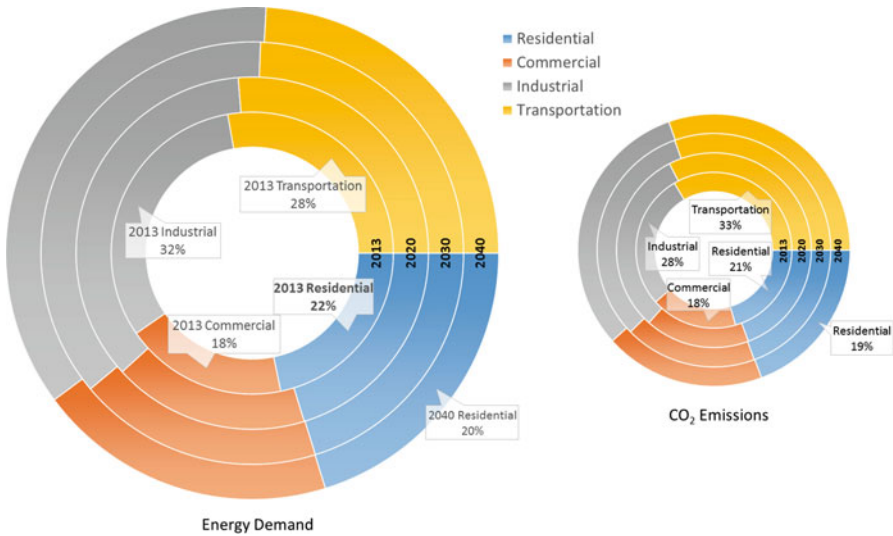 Residential
Commercial
Industrial
Transportation
2013 Transportation
28%
2013 Industrial
32%
2013 Residential
22%
2013 Commercial
18%
2013
2020
2030
2040
2040 Residential
20%
Energy Demand
Transportation
33%
Industrial
28%
Residential
21%
Commercial
18%
2013
2020
2030
2040
Residential
19%
CO₂ Emissions